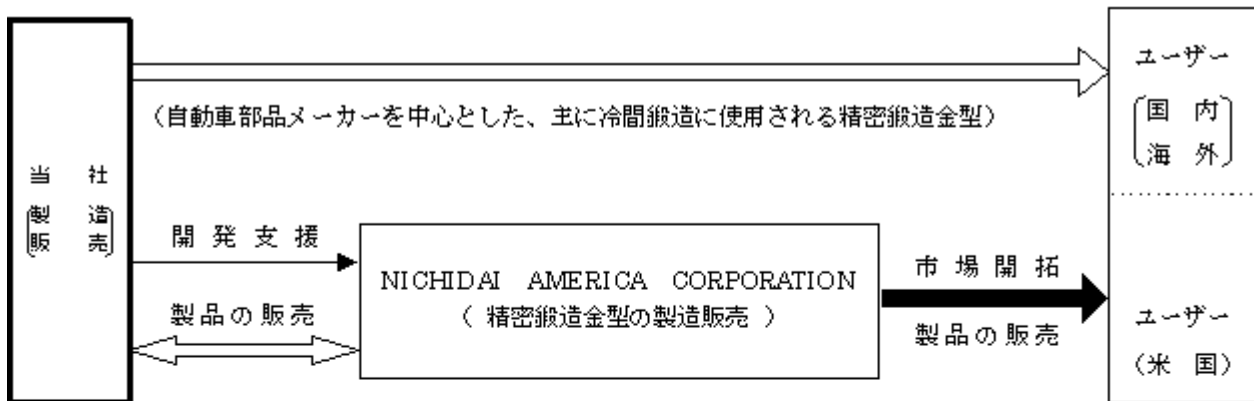 当社
製造
販売
(自動車部品メーカーを中心とした、主に冷間鍛造に使用される精密鍛造金型)
開発支援
製品の販売
NICHIDAI AMERICA CORPORATION
(精密鍛造金型の製造販売)
市場開拓
製品の販売
ユーザー
国内
海外
ユーザー
(米国)